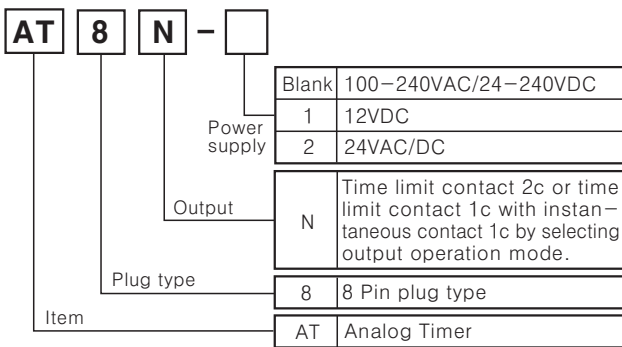 AT 8 N -
Blank 100-240VAC/24-240VDC
1 12VDC
2 24VAC/DC
Power
supply
N Time limit contact 2c or time
limit contact 1c with instan-
taneous contact 1c by selecting
output operation mode.
Output
8 8 Pin plug type
Plug type
AT Analog Timer
Item